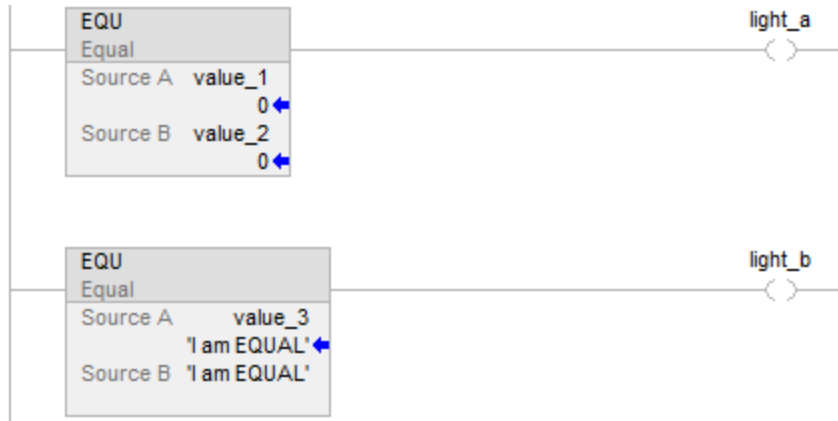 EQU
light_a
Equal
Source A value_1
0
Source B value_2
0
EQU
light_b
Equal
Source A value_3
'I am EQUAL'
Source B 'I am EQUAL'